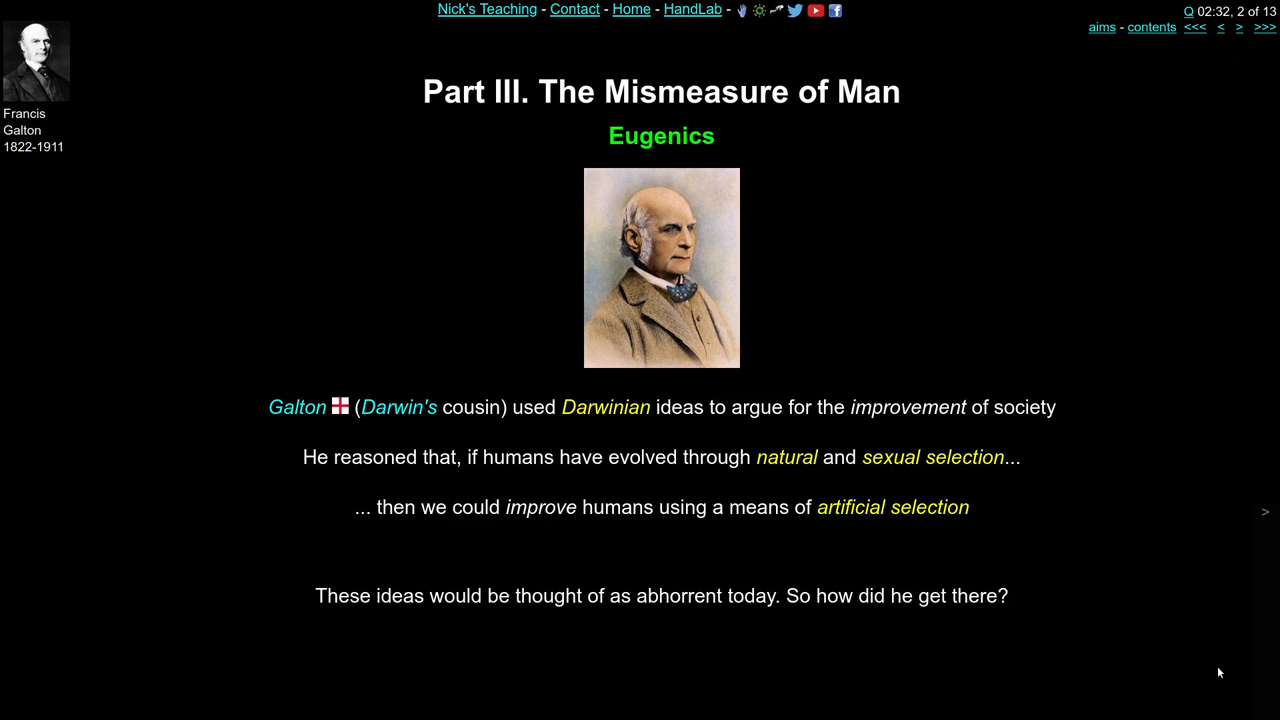 Nick's Teaching - Contact - Home - HandLab -
Q 02:32, 2 of 13
aims - contents <<< < > >>>
Francis
Galton
1822-1911
Part III. The Mismeasure of Man
Eugenics
Galton (Darwin's cousin) used Darwinian ideas to argue for the improvement of society
He reasoned that, if humans have evolved through natural and sexual selection...
... then we could improve humans using a means of artificial selection
>
These ideas would be thought of as abhorrent today. So how did he get there?